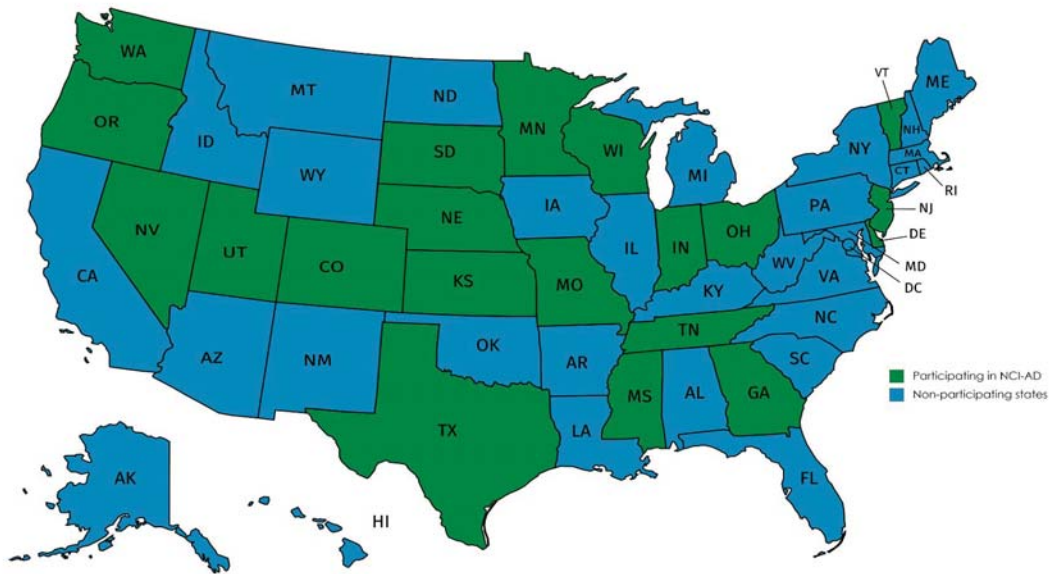 WA
MT
ND
MN
VT
ME
OR
ID
SD
WI
NH
NY
MA
WY
MI
CT
RI
IA
NE
PA
NJ
NV
UT
CO
IL
IN
OH
DE
CA
KS
MO
WV
VA
MD
KY
DC
NC
TN
AZ
NM
OK
AR
SC
Participating in NCI-AD
MS
AL
GA
Non-participating states
TX
LA
FL
AK
HI